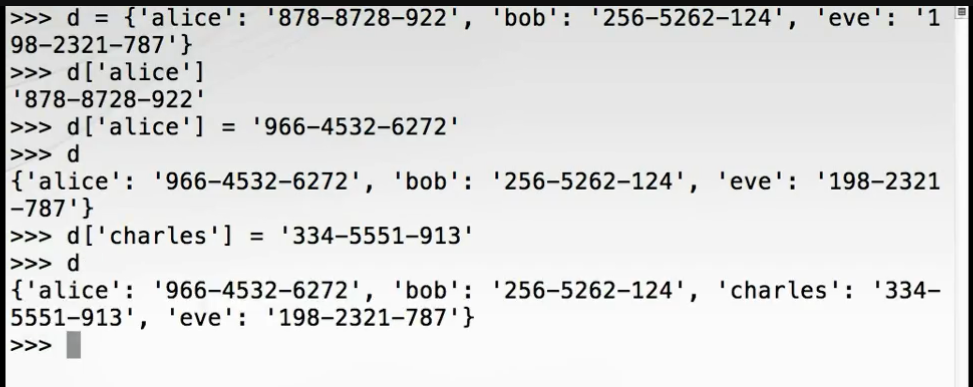 >>> d = {'alice': '878-8728-922', 'bob': '256-5262-124', 'eve': '1
98-2321-787'}
>>> d['alice']
'878-8728-922'
>>> d['alice'] = '966-4532-6272'
>>> d
{'alice': '966-4532-6272', 'bob': '256-5262-124', 'eve': '198-2321
-787'}
>>> d['charles'] = '334-5551-913'
>>> d
{'alice': '966-4532-6272', 'bob': '256-5262-124', 'charles': '334-
5551-913', 'eve': '198-2321-787'}
>>>